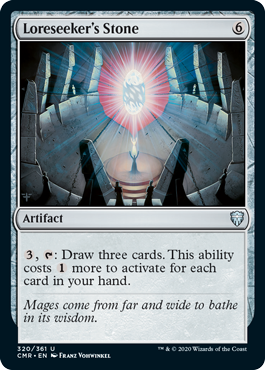 Loreseeker's Stone 6
Artifact
3, T: Draw three cards. This ability
costs 1 more to activate for each
card in your hand.
Mages come from far and wide to bathe
in its wisdom.
320/361 U
CMR • EN Franz Vohwinkel ™ & © 2020 Wizards of the Coast